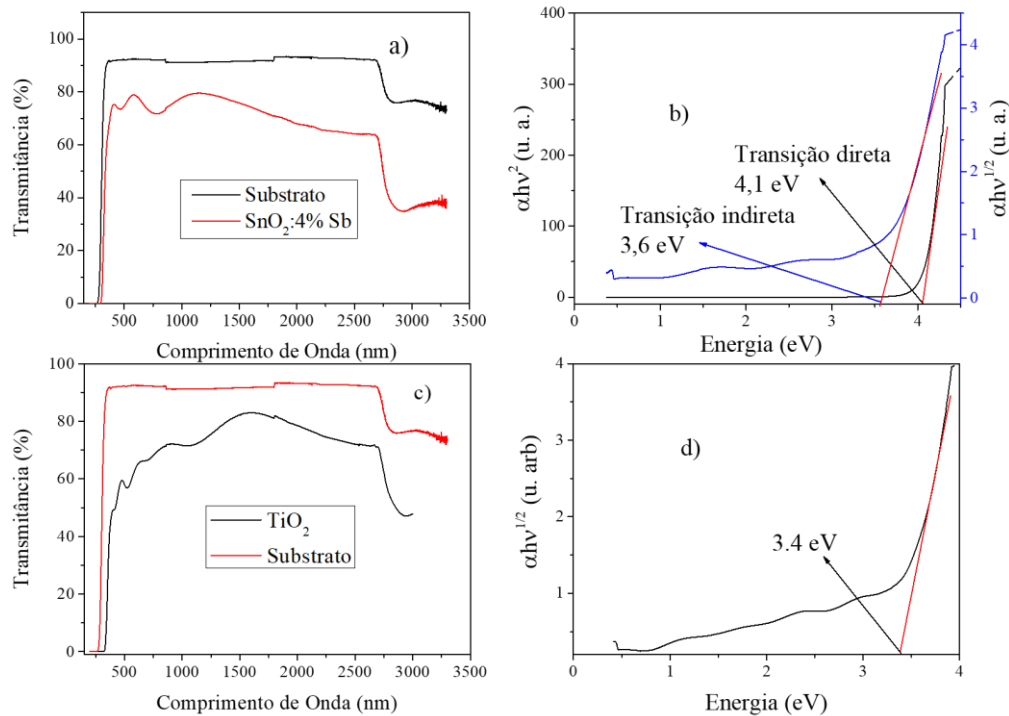 a)
Transmitância (%)
100
80
60
40
20
0
Substrato
SnO2:4% Sb
500 1000 1500 2000 2500 3000
Comprimento de Onda (nm)
b)
αhν2 (u. a.)
400
300
200
100
0
Transição direta
4,1 eV
Transição indireta
3,6 eV
4
3
2
1
0
αhν1/2 (u. a.)
0 1 2 3 4
Energia (eV)
c)
Transmitância (%)
100
80
60
40
20
0
TiO2
Substrato
500 1000 1500 2000 2500 3000
Comprimento de Onda (nm)
d)
αhν1/2 (u. arb)
4
3
2
1
3.4 eV
0 1 2 3 4
Energia (eV)